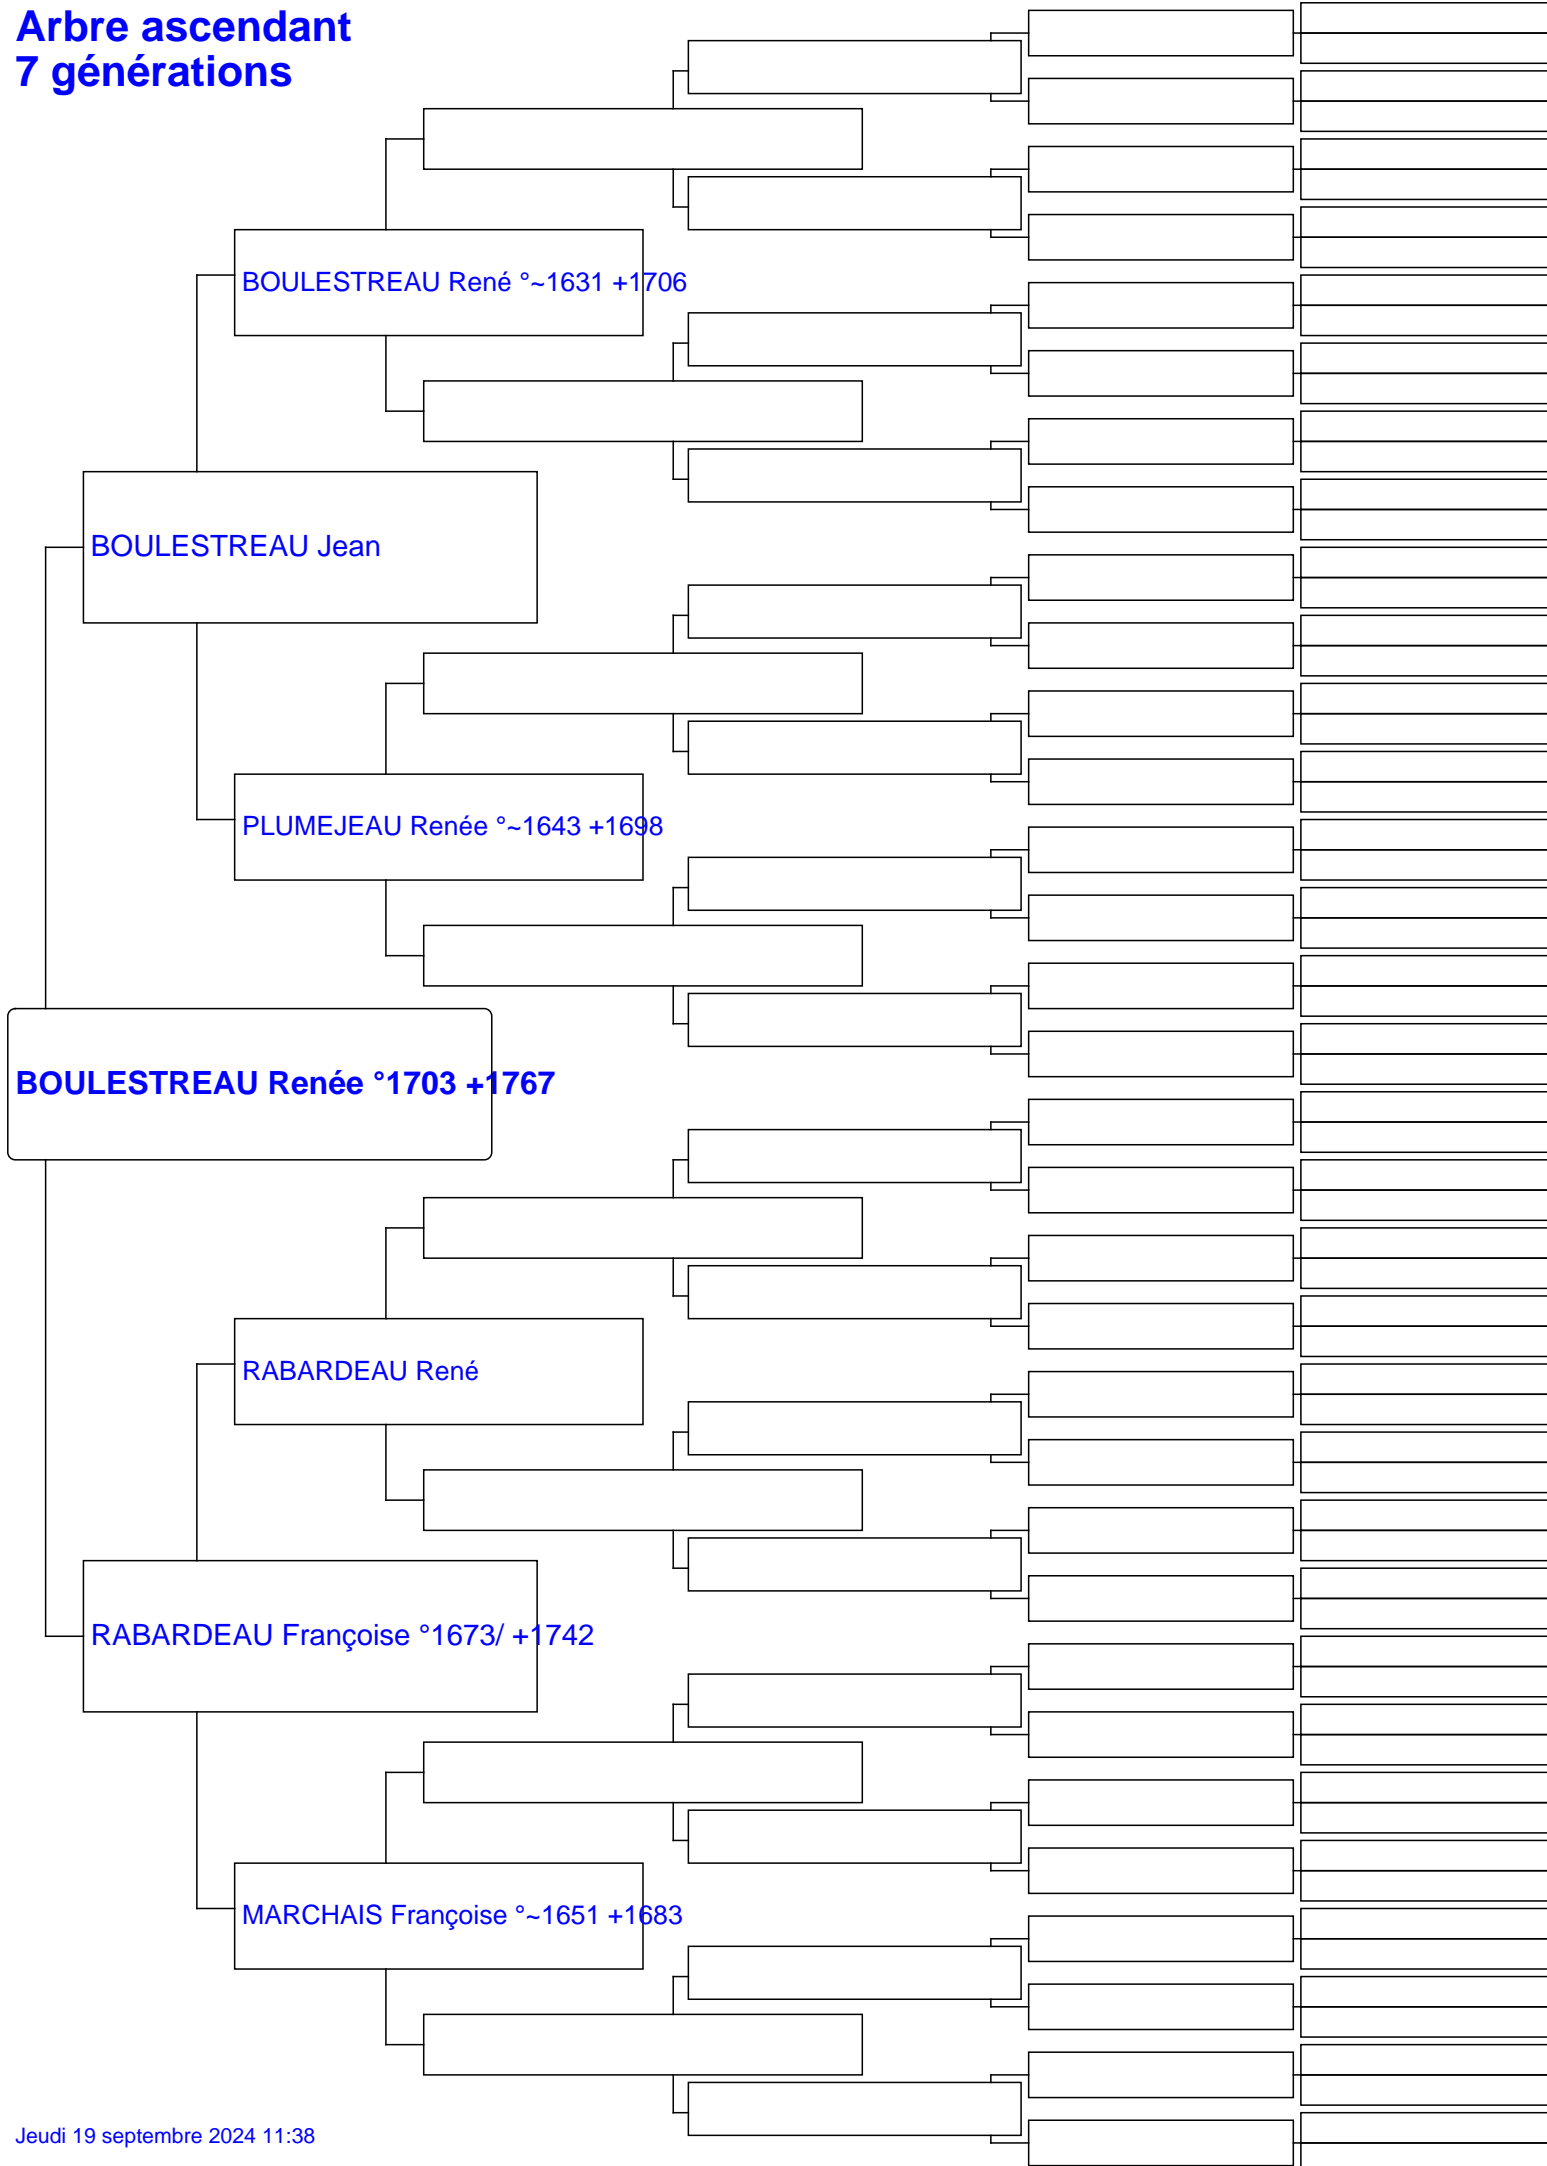 Arbre ascendant
7 générations
BOULESTREAU René °~1631 +1706
BOULESTREAU Jean
PLUMEJEAU Renée °~1643 +1698
BOULESTREAU Renée °1703 +1767
RABARDEAU René
RABARDEAU Françoise °1673/ +1742
MARCHAIS Françoise °~1651 +1683
Jeudi 19 septembre 2024 11:38